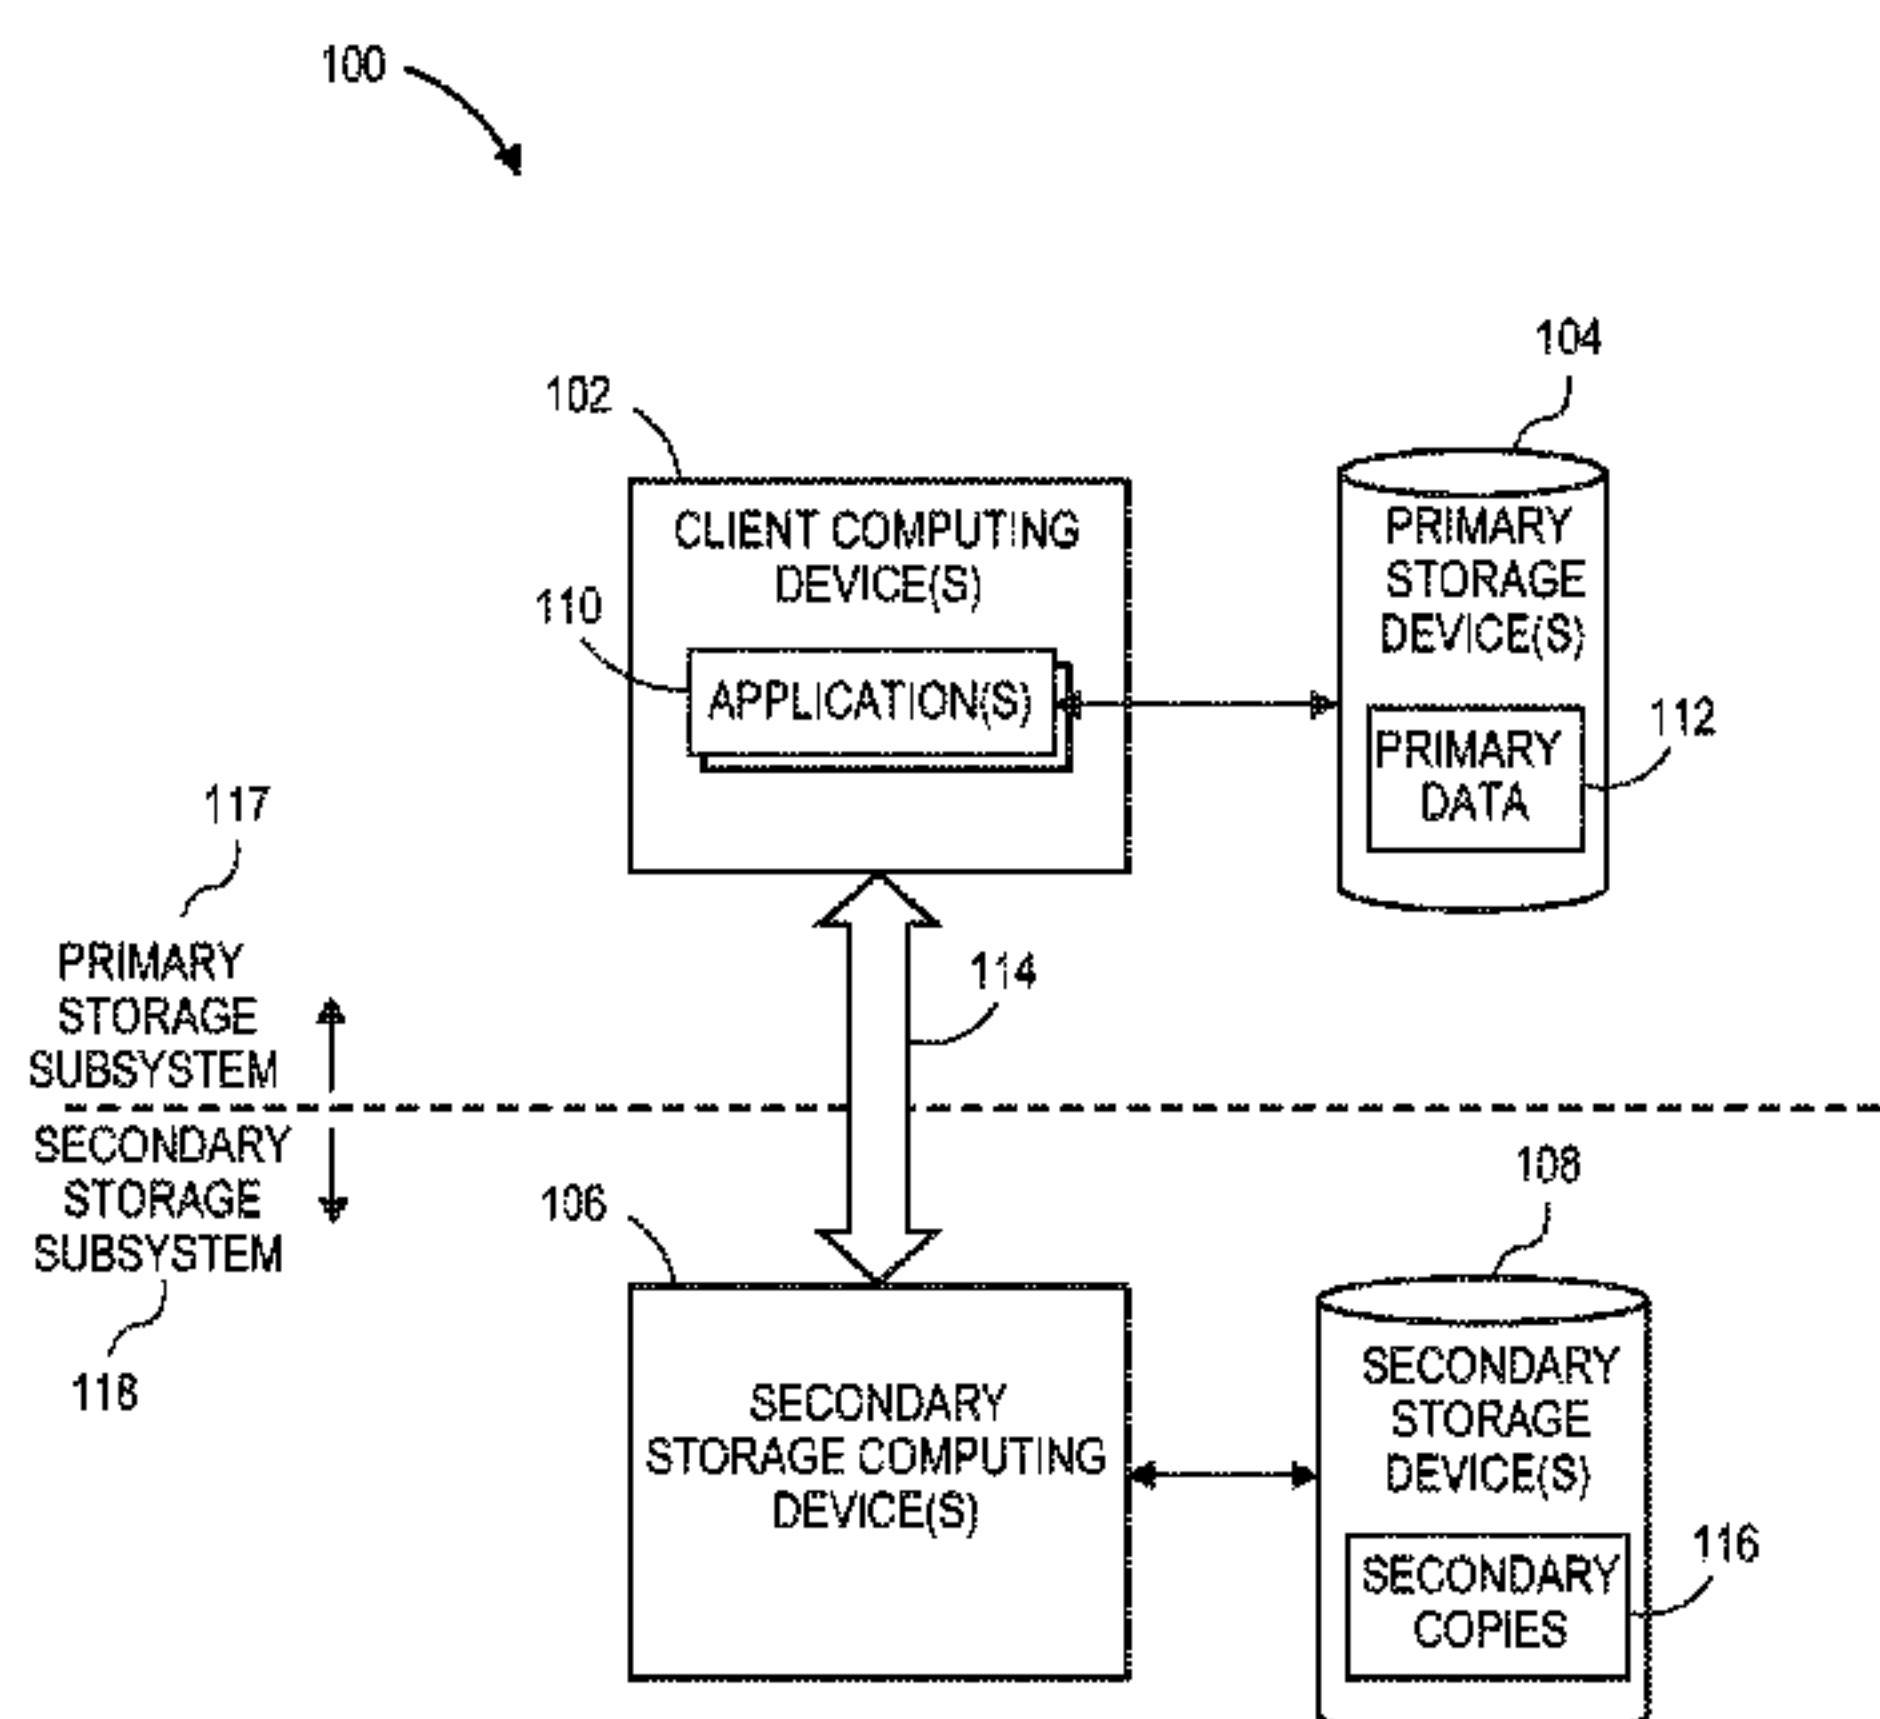 100
104
102
CLIENT COMPUTING
DEVICE(S)
PRIMARY
STORAGE
DEVICE(S)
110
APPLICATION(S)
112
PRIMARY
DATA
117
PRIMARY
STORAGE
SUBSYSTEM
114
SECONDARY
STORAGE
SUBSYSTEM
118
106
108
SECONDARY
STORAGE COMPUTING
DEVICE(S)
SECONDARY
STORAGE
DEVICE(S)
116
SECONDARY
COPIES